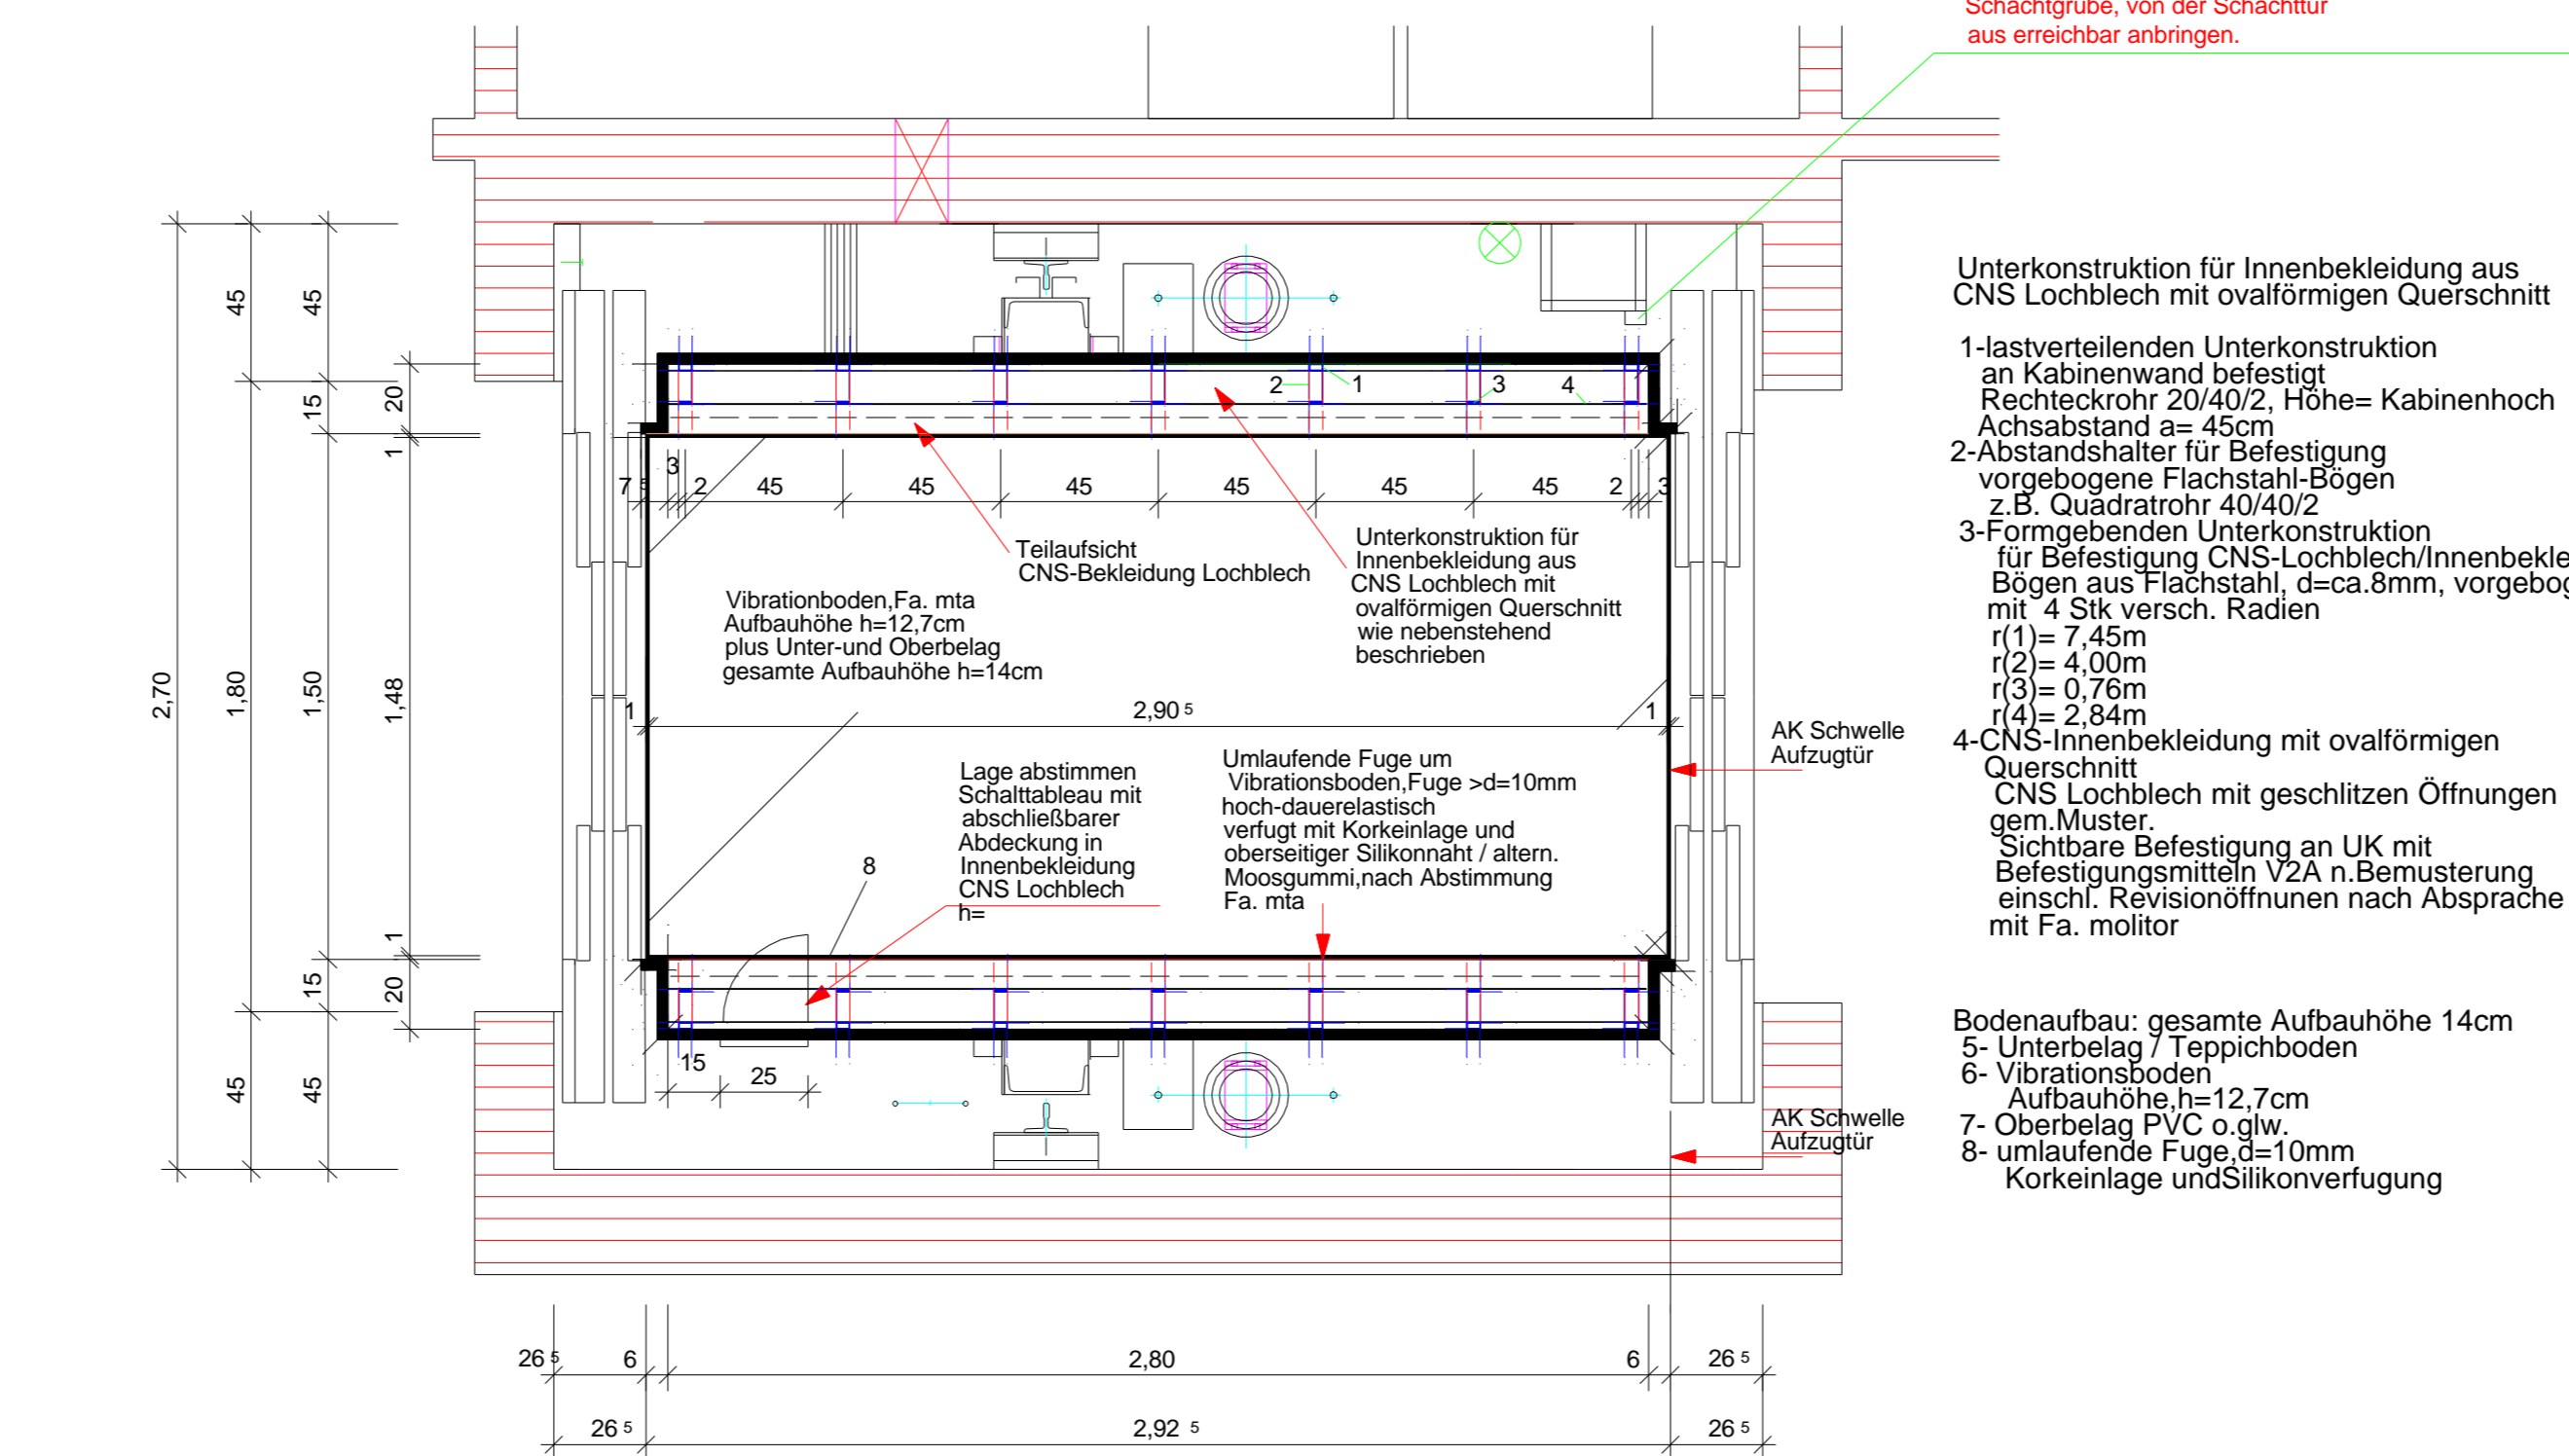 Schachtgrube, von der Schachttür
aus erreichbar anbringen.
Unterkonstruktion für Innenbekleidung aus
CNS Lochblech mit ovalförmigen Querschnitt
1-lastverteilenden Unterkonstruktion
an Kabinenwand befestigt
Rechteckrohr 20/40/2, Höhe= Kabinenhoch
Achsabstand a= 45cm
2-Abstandshalter für Befestigung
vorgebogene Flachstahl-Bögen
z.B. Quadratrohr 40/40/2
3-Formgebenden Unterkonstruktion
für Befestigung CNS-Lochblech/Innenbekle
Bögen aus Flachstahl, d=ca.8mm, vorgebog
mit 4 Stk versch. Radien
r(1)= 7,45m
r(2)= 4,00m
r(3)= 0,76m
r(4)= 2,84m
4-CNS-Innenbekleidung mit ovalförmigen
Querschnitt
CNS Lochblech mit geschlitzen Öffnungen
gem.Muster.
Sichtbare Befestigung an UK mit
Befestigungsmitteln V2A n.Bemusterung
einschl. Revisionöffnunen nach Absprache
mit Fa. molitor
Bodenaufbau: gesamte Aufbauhöhe 14cm
5- Unterbelag / Teppichboden
6- Vibrationsboden
Aufbauhöhe,h=12,7cm
7- Oberbelag PVC o.glw.
8- umlaufende Fuge,d=10mm
Korkeinlage undSilikonverfugung
2,70
45
1,80
45
45
15
1,50
15
45
20
1
1,48
1
20
2
1
3
4
7 5
3
2
45
45
45
45
45
45
2
3
Teilaufsicht
CNS-Bekleidung Lochblech
Unterkonstruktion für
Innenbekleidung aus
CNS Lochblech mit
ovalförmigen Querschnitt
wie nebenstehend
beschrieben
Vibrationboden,Fa. mta
Aufbauhöhe h=12,7cm
plus Unter-und Oberbelag
gesamte Aufbauhöhe h=14cm
1
2,90 5
1
AK Schwelle
Aufzugtür
Lage abstimmen
Schalttableau mit
abschließbarer
Abdeckung in
Innenbekleidung
CNS Lochblech
h=
8
Umlaufende Fuge um
Vibrationsboden,Fuge >d=10mm
hoch-dauerelastisch
verfugt mit Korkeinlage und
oberseitiger Silikonnaht / altern.
Moosgummi,nach Abstimmung
Fa. mta
15
25
AK Schwelle
Aufzugtür
26 5
6
2,80
6
26 5
26 5
2,92 5
26 5